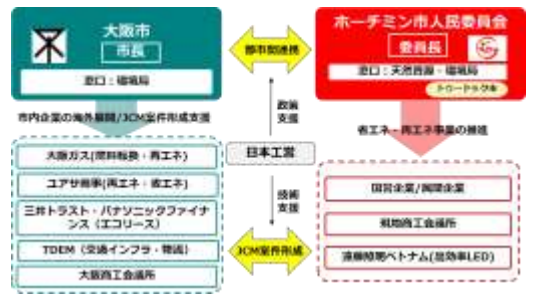 大阪市
市長
窓口：環境局
都市間連携
ホーチミン市人民委員会
委員長
窓口：天然資源・環境局
市内企業の海外展開/JCM案件形成支援
政策
支援
省エネ・再エネ事業の推進
大阪ガス(燃料転換・再エネ)
ユアサ商事(再エネ・省エネ)
三井トラスト・パナソニックファイナ
ンス（エコリース）
TDEM（交通インフラ・物流）
大阪商工会議所
日本工営
技術
支援
JCM案件形成
国営企業/民間企業
現地商工会議所
遠藤照明ベトナム(高効率LED)